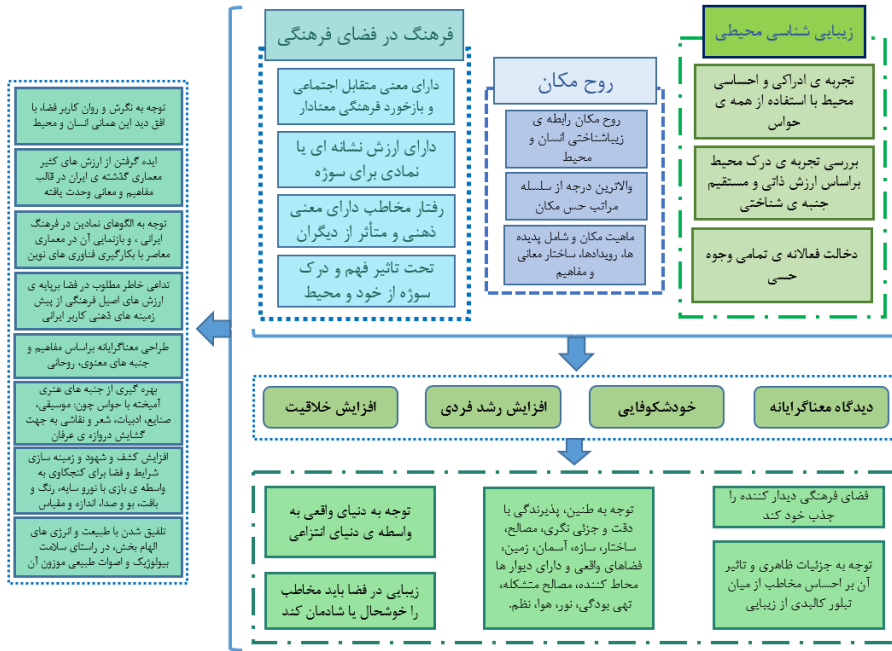 زیبایی شناسی محیطی
تجربه ی ادراکی و احساسی
محیط با استفاده از همه ی
حواس
بررسی تجربه ی درک محیط
براساس ارزش ذاتی و مستقیم
جنبه ی شناختی
دخالت فعالانه ی تمامی وجوه
حسی
روح مکان
روح مکان رابطه ی
زیباشناختی انسان و
محیط
والاترین درجه از سلسله
مراتب حس مکان
ماهیت مکان و شامل پدیده
ها، رویدادها، ساختار معانی
و مفاهیم
فرهنگ در فضای فرهنگی
دارای معنی متقابل اجتماعی
و بازخورد فرهنگی معنادار
دارای ارزش نشانه ای یا
نمادی برای سوژه
رفتار مخاطب دارای معنی
ذهنی و متأثر از دیگران
تحت تاثیر فهم و درک
سوژه از خود و محیط
توجه به نگرش و روان کاربر فضا، با
افق دید این همانی انسان و محیط
ایده گرفتن از ارزش های کثیر
معماری گذشته ی ایران در قالب
مفاهیم و معانی وحدت یافته
توجه به الگوهای نمادین در فرهنگ
ایرانی ، و بازنمایی آن در معماری
معاصر با بکارگیری فناوری های نوین
تداعی خاطر مطلوب در فضا برپایه ی
ارزش های اصیل فرهنگی از پیش
زمینه های ذهنی کاربر ایرانی
طراحی معناگرایانه براساس مفاهیم و
جنبه های معنوی، روحانی
بهره گیری از جنبه های هنری
آمیخته با حواس چون: موسیقی،
صنایع، ادبیات، شعر و نقاشی به جهت
گشایش دروازه ی عرفان
افزایش کشف و شهود و زمینه سازی
شرایط و فضا برای کنجکاوی به
واسطه ی بازی با نورو سایه، رنگ و
بافت، بو و صدا، اندازه و مقیاس
تلفیق شدن با طبیعت و انرژی های
الهام بخش، در راستای سلامت
بیولوژیک و اصوات طبیعی موزون آن
دیدگاه معناگرایانه
خودشکوفایی
افزایش رشد فردی
افزایش خلاقیت
فضای فرهنگی دیدار کننده را
جذب خود کند
توجه به جزئیات ظاهری و تاثیر
آن بر احساس مخاطب از میان
تبلور کالبدی از زیبایی
توجه به طنین، پذیرندگی با
دقت و جزئی نگری، مصالح،
ساختار، سازه، آسمان، زمین،
فضاهای واقعی و دارای دیوار ها
محاط کننده، مصالح متشکله،
تهی بودگی، نور، هوا، نظم.
توجه به دنیای واقعی به
واسطه ی دنیای انتزاعی
زیبایی در فضا باید مخاطب
را خوشحال یا شادمان کند